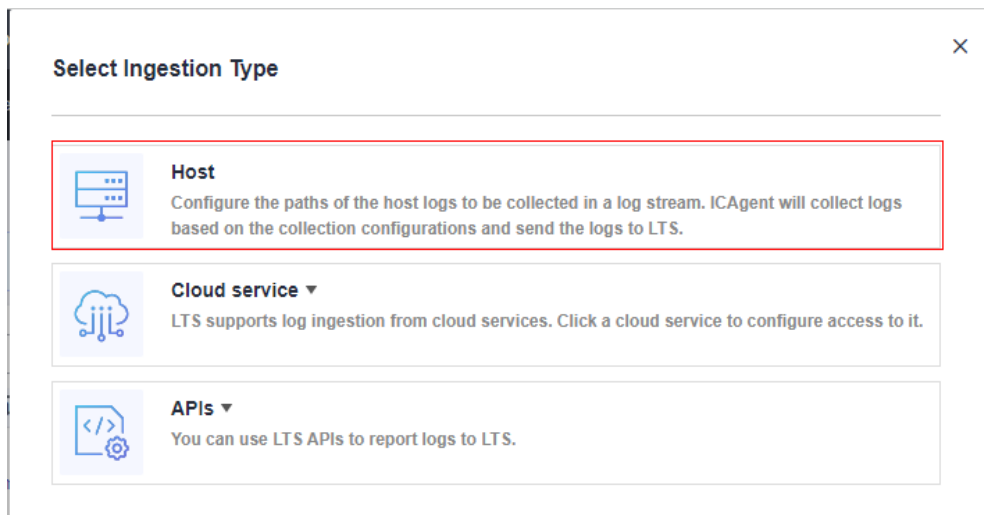 Select Ingestion Type
Host
Configure the paths of the host logs to be collected in a log stream. ICAgent will collect logs
based on the collection configurations and send the logs to LTS.
Cloud service
LTS supports log ingestion from cloud services. Click a cloud service to configure access to it.
APIs
You can use LTS APIs to report logs to LTS.